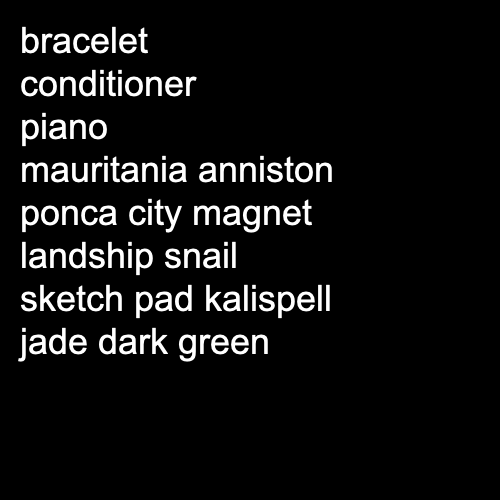 bracelet
conditioner
piano
mauritania anniston
ponca city magnet
landship snail
sketch pad kalispell
jade dark green